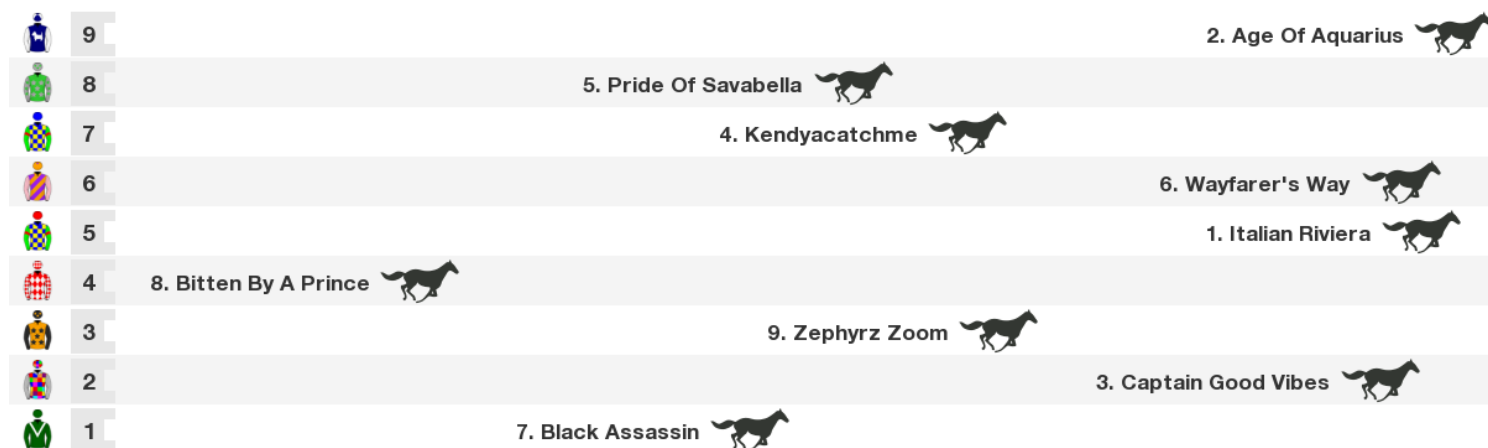 9 2. Age Of Aquarius
8 5. Pride Of Savabella
7 4. Kendyacatchme
6 6. Wayfarer's Way
5 1. Italian Riviera
4 8. Bitten By A Prince
3 9. Zephyrz Zoom
2 3. Captain Good Vibes
1 7. Black Assassin